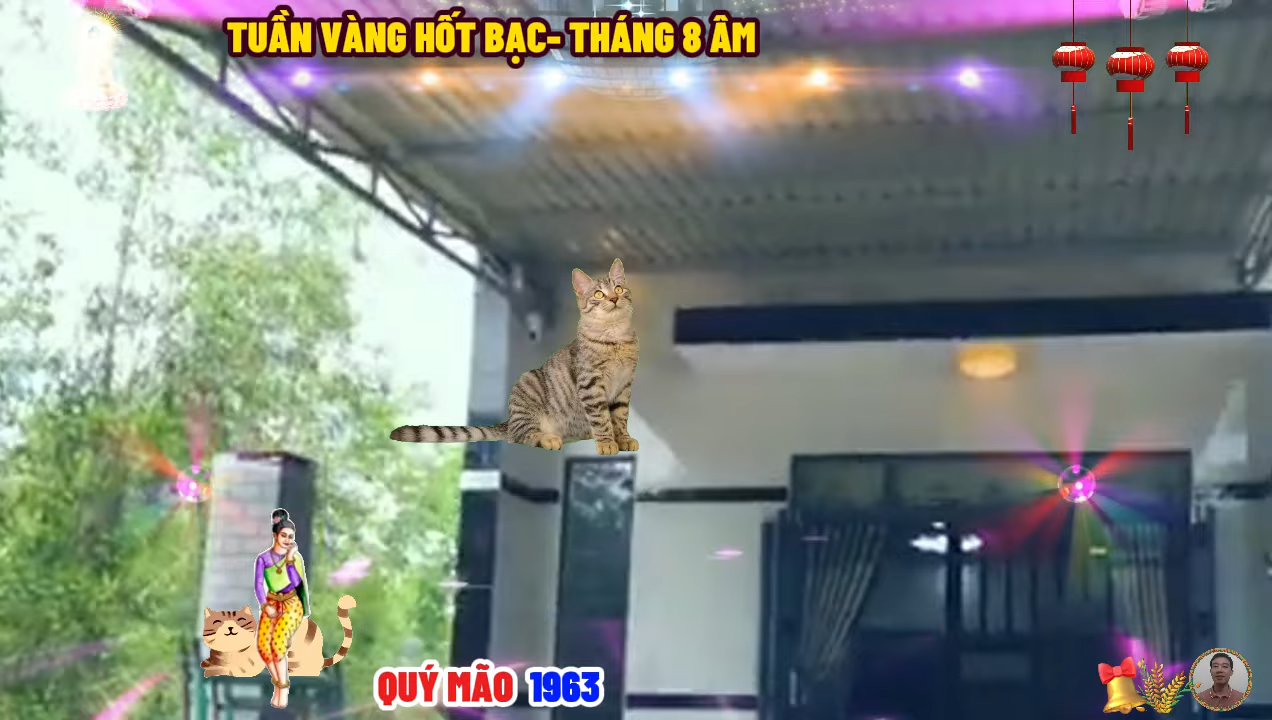 TUẦN VÀNG HỐT BẠC- THÁNG 8 ÂM
QUÝ MÃO 1963